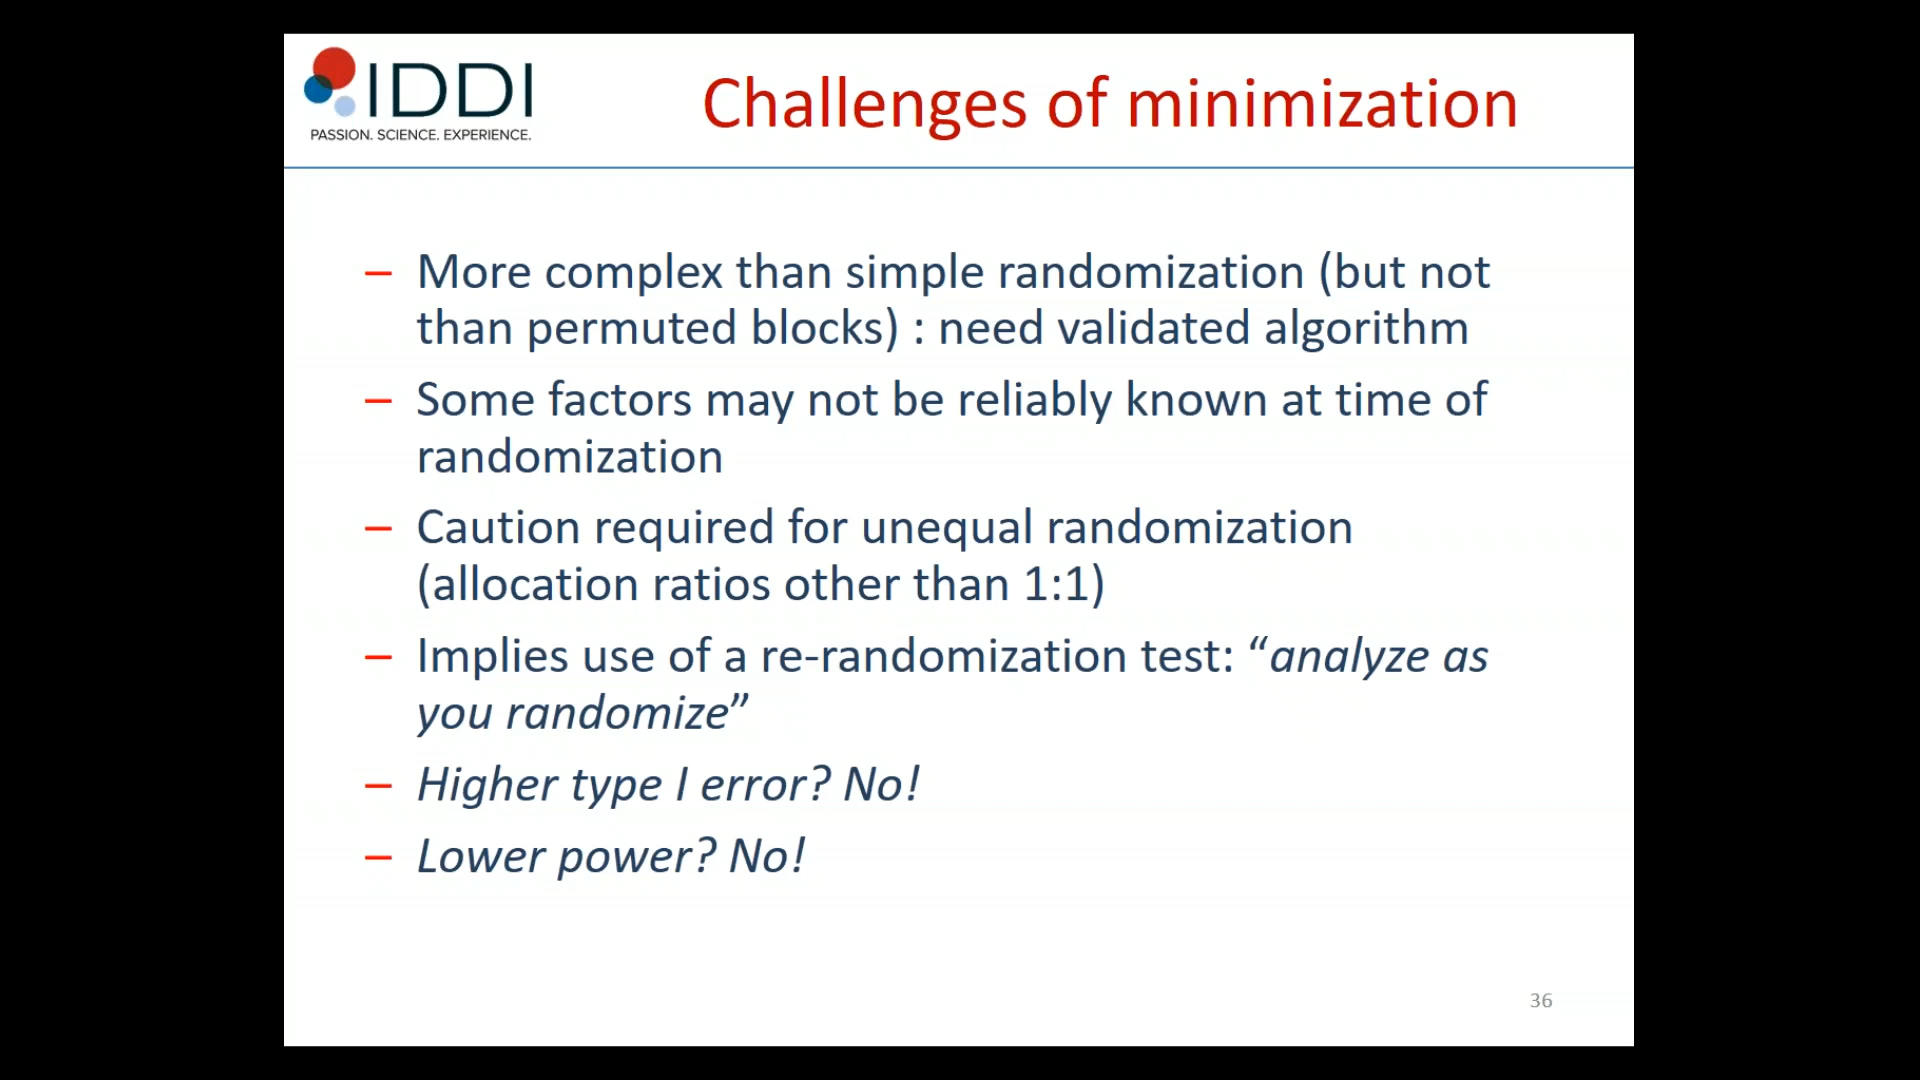 IDDI
PASSION. SCIENCE. EXPERIENCE.
Challenges of minimization
– More complex than simple randomization (but not
than permuted blocks) : need validated algorithm
– Some factors may not be reliably known at time of
randomization
– Caution required for unequal randomization
(allocation ratios other than 1:1)
– Implies use of a re-randomization test: “analyze as
you randomize”
– Higher type I error? No!
– Lower power? No!
36